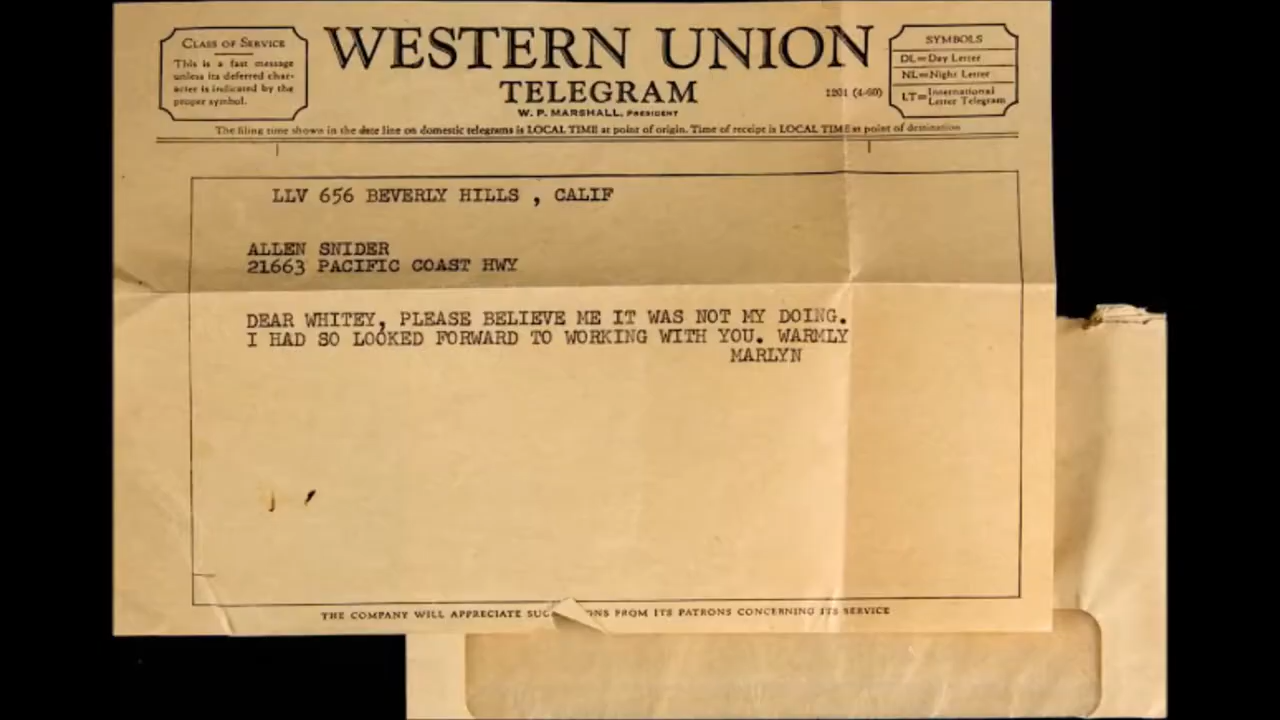 CLASS OF SERVICE
This is a fast message
unless its deferred char-
acter is indicated by the
proper symbol.
WESTERN UNION
TELEGRAM
W. P. MARSHALL, PRESIDENT
1201 (4-60)
SYMBOLS
DL=Day Letter
NL=Night Letter
LT=International Letter Telegram
The filing time shown in the date line on domestic telegrams is LOCAL TIME at point of origin. Time of receipt is LOCAL TIME at point of destination
LLV 656 BEVERLY HILLS , CALIF
ALLEN SNIDER
21663 PACIFIC COAST HWY
DEAR WHITEY, PLEASE BELIEVE ME IT WAS NOT MY DOING.
I HAD SO LOOKED FORWARD TO WORKING WITH YOU. WARMLY
MARLYN
THE COMPANY WILL APPRECIATE FROM ITS PATRONS CONCERNING ITS SERVICE